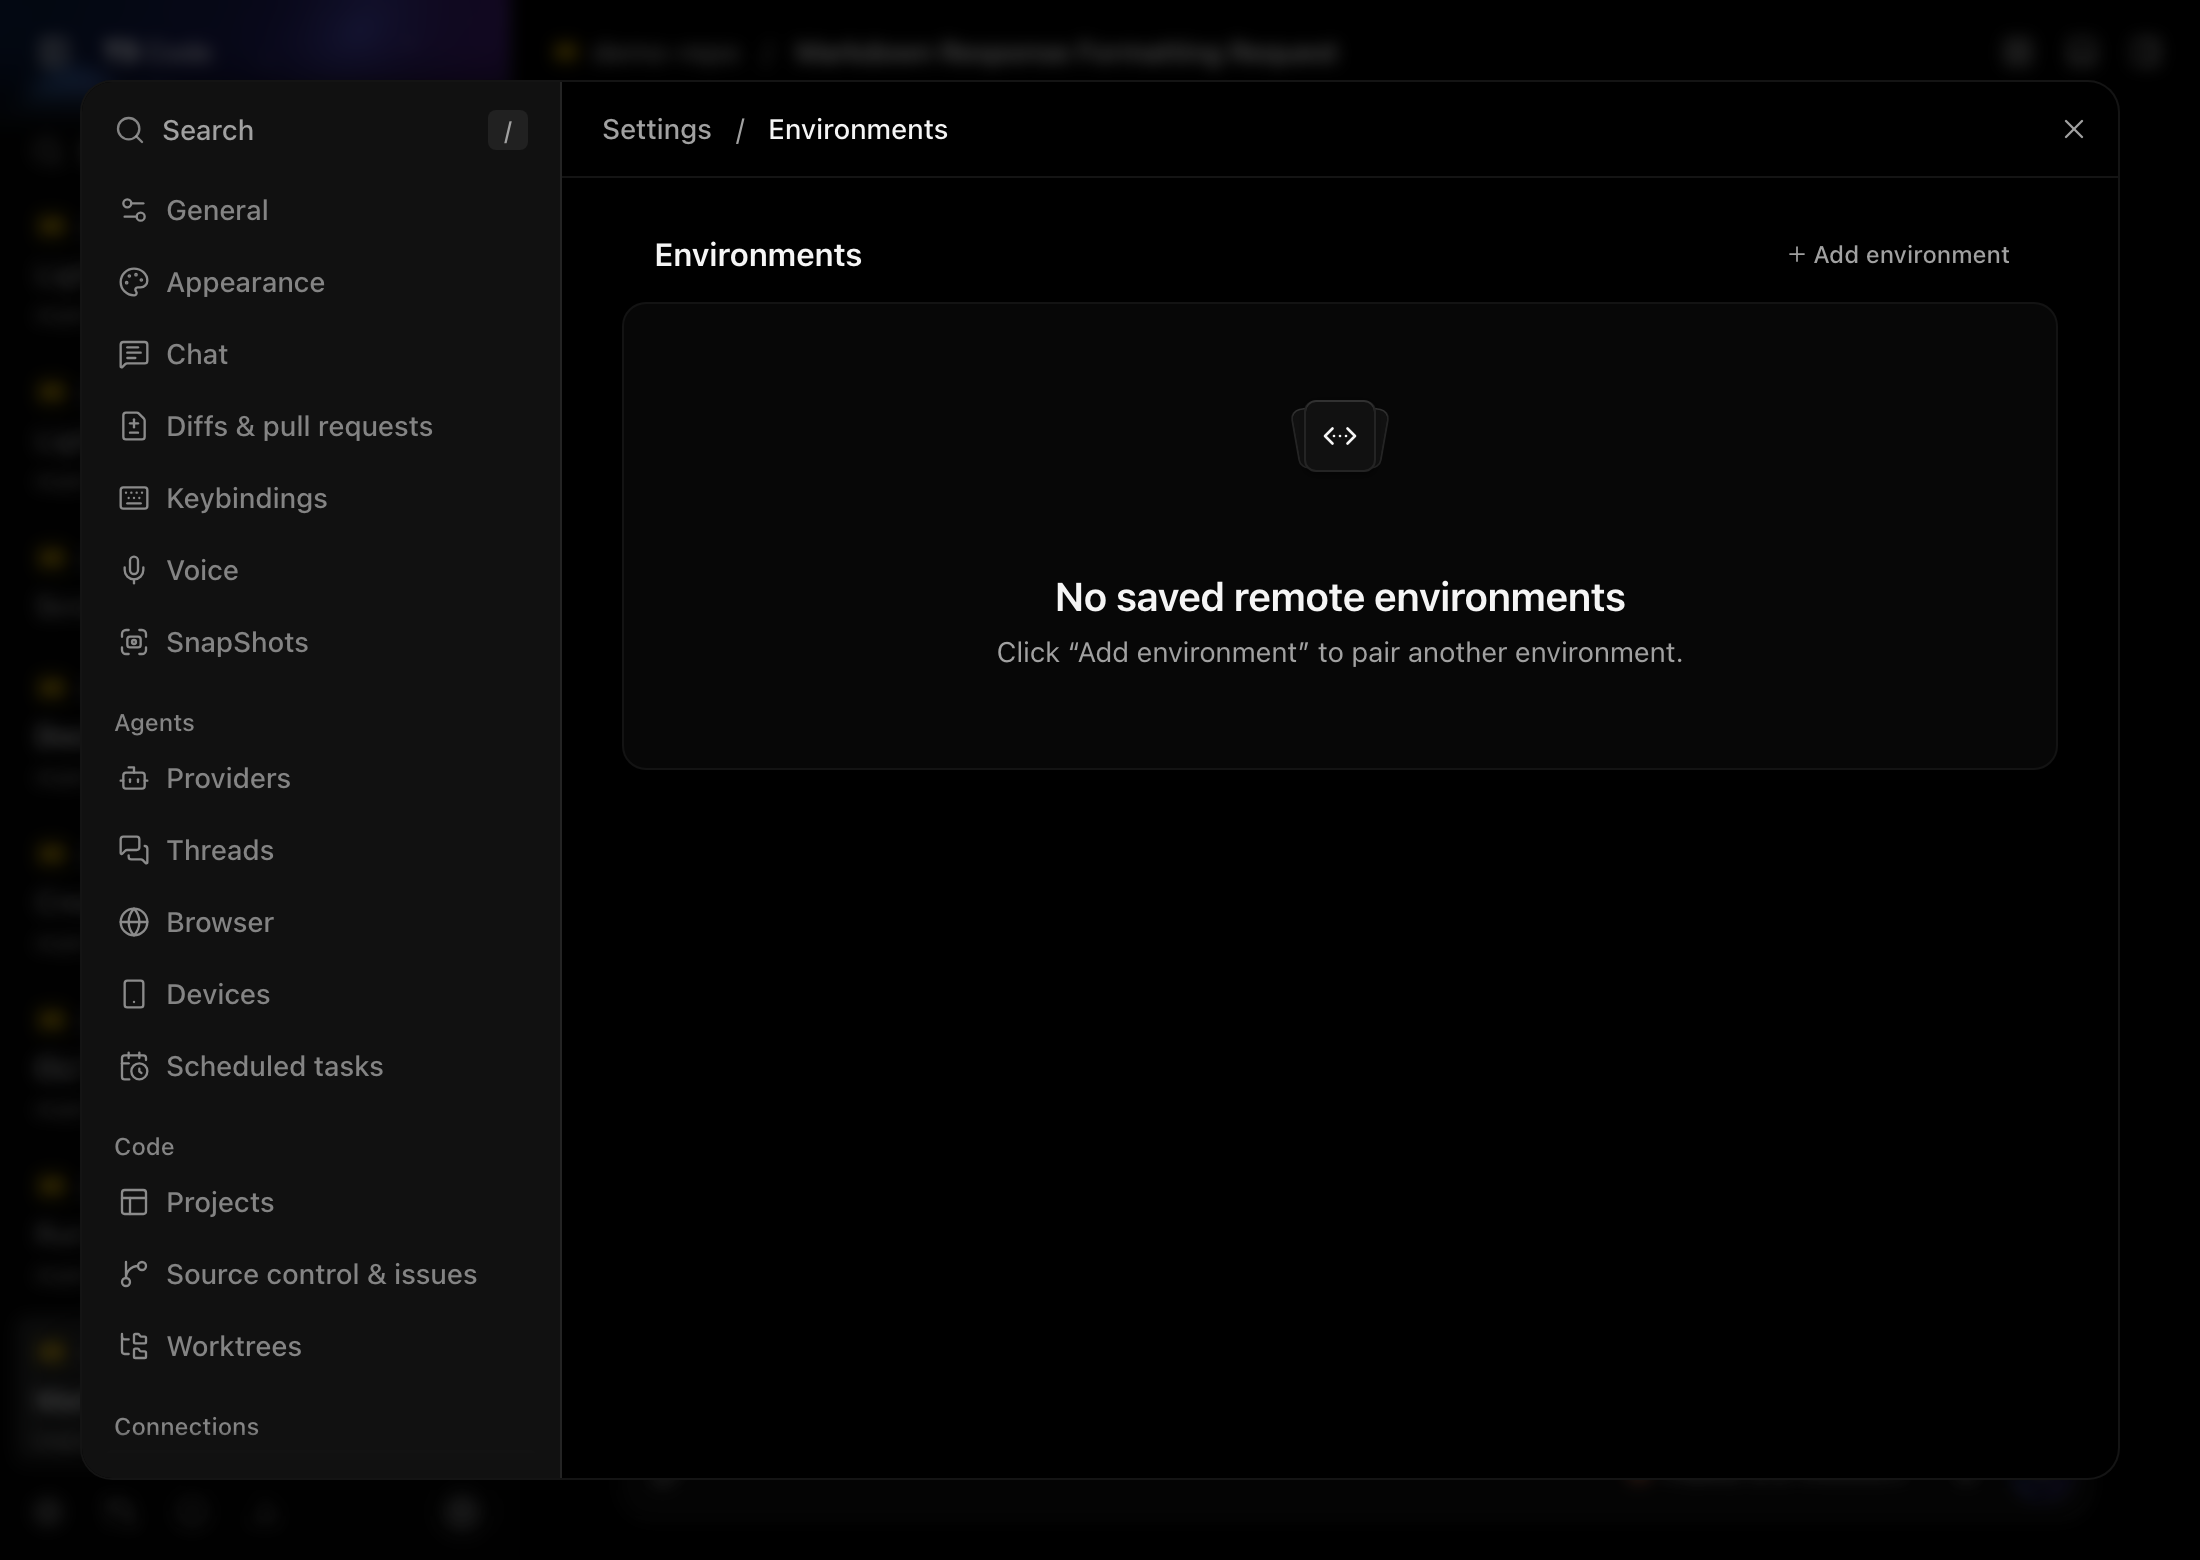 Search
/
General
Appearance
Chat
Diffs & pull requests
Keybindings
Voice
SnapShots
Agents
Providers
Threads
Browser
Devices
Scheduled tasks
Code
Projects
Source control & issues
Worktrees
Connections
Settings / Environments
Environments
+ Add environment
No saved remote environments
Click “Add environment” to pair another environment.